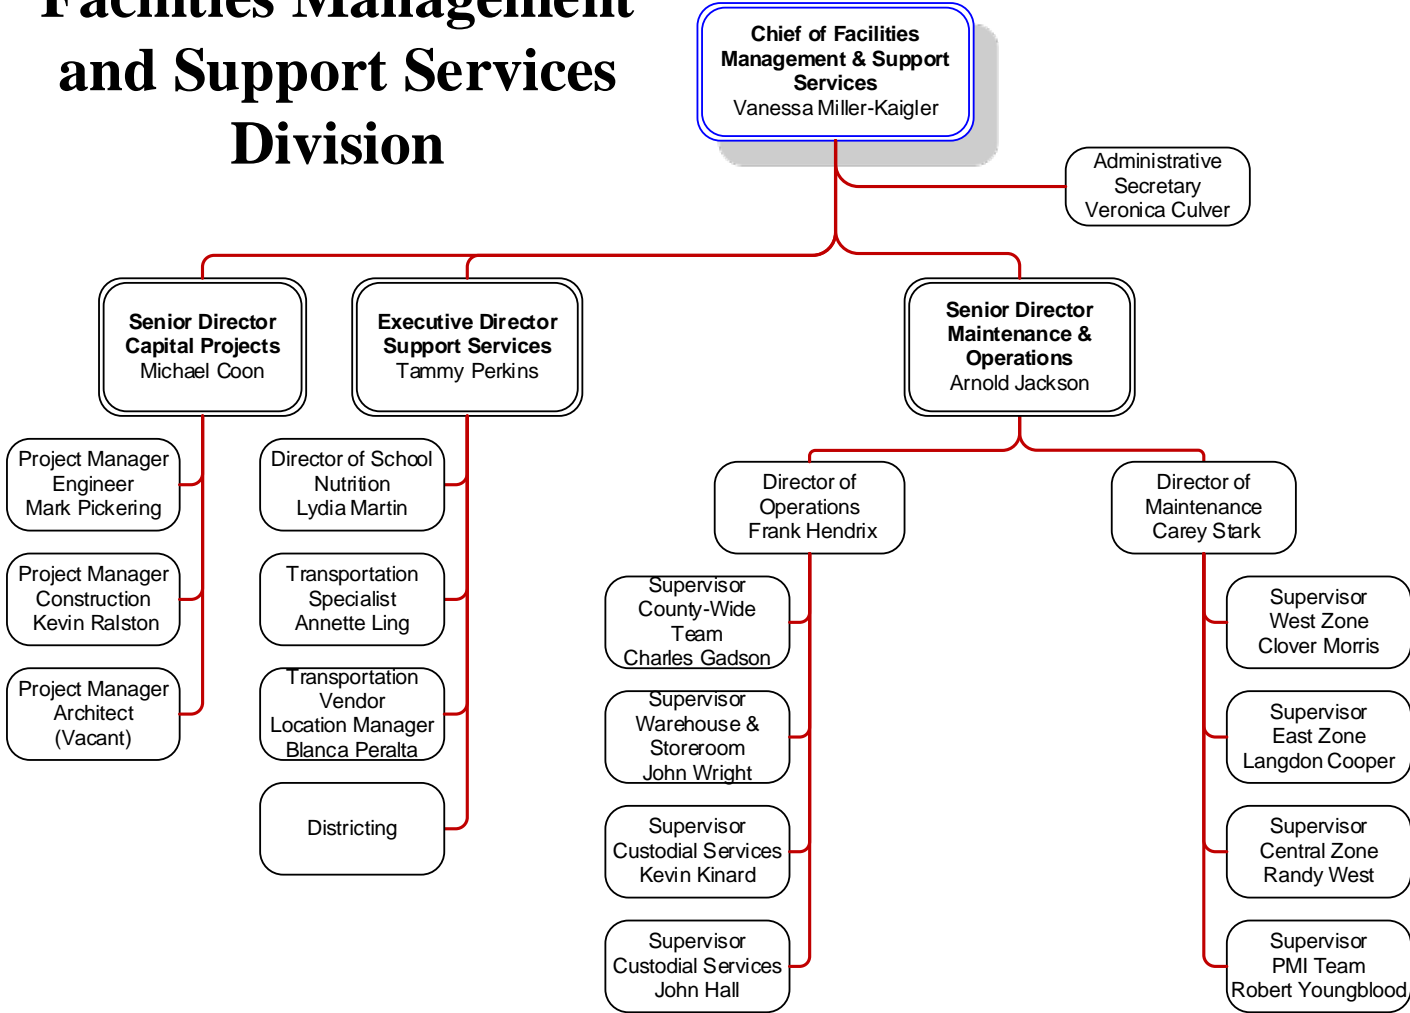 Facilities Management
and Support Services
Division
Chief of Facilities
Management & Support
Services
Vanessa Miller-Kaigler
Administrative
Secretary
Veronica Culver
Senior Director
Capital Projects
Michael Coon
Executive Director
Support Services
Tammy Perkins
Senior Director
Maintenance &
Operations
Arnold Jackson
Project Manager
Engineer
Mark Pickering
Project Manager
Construction
Kevin Ralston
Project Manager
Architect
(Vacant)
Director of School
Nutrition
Lydia Martin
Transportation
Specialist
Annette Ling
Transportation
Vendor
Location Manager
Blanca Peralta
Districting
Director of
Operations
Frank Hendrix
Supervisor
County-Wide
Team
Charles Gadson
Supervisor
Warehouse &
Storeroom
John Wright
Supervisor
Custodial Services
Kevin Kinard
Supervisor
Custodial Services
John Hall
Director of
Maintenance
Carey Stark
Supervisor
West Zone
Clover Morris
Supervisor
East Zone
Langdon Cooper
Supervisor
Central Zone
Randy West
Supervisor
PMI Team
Robert Youngblood